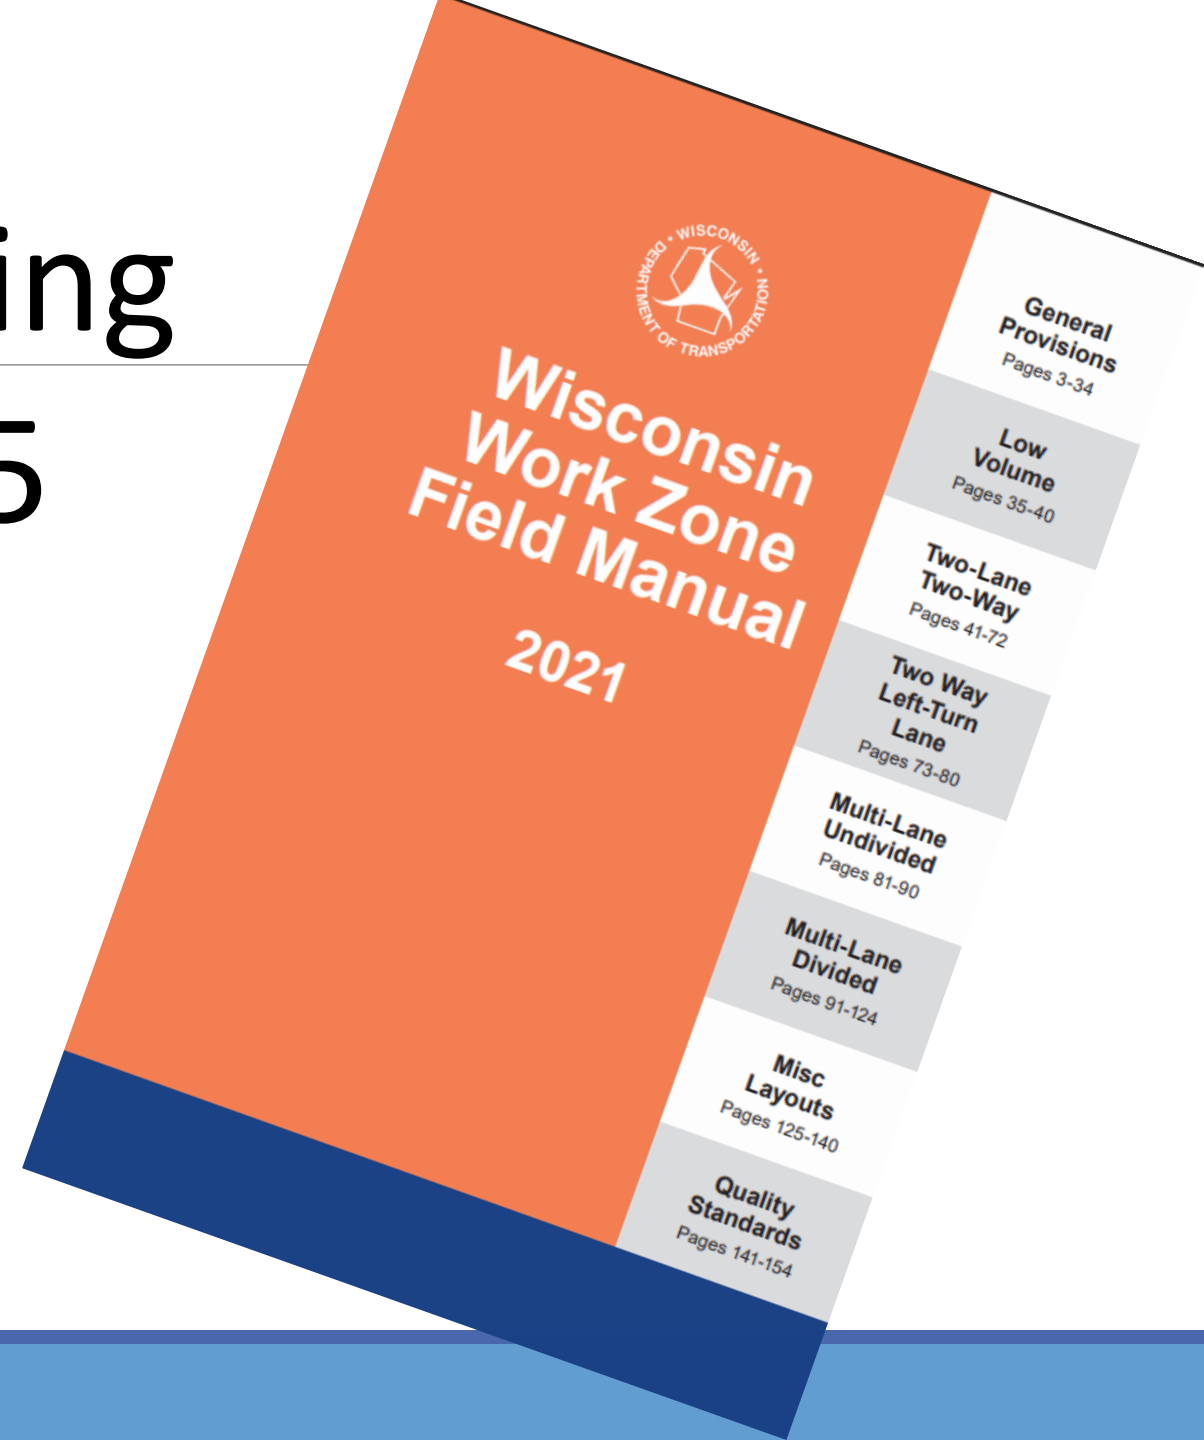 ing
5
WISCONSIN
DEPARTMENT OF TRANSPORTATION
Wisconsin
Work Zone
Field Manual
2021
General
Provisions
Pages 3-34
Low
Volume
Pages 35-40
Two-Lane
Two-Way
Pages 41-72
Two Way
Left-Turn
Lane
Pages 73-80
Multi-Lane
Undivided
Pages 81-90
Multi-Lane
Divided
Pages 91-124
Misc
Layouts
Pages 125-140
Quality
Standards
Pages 141-154